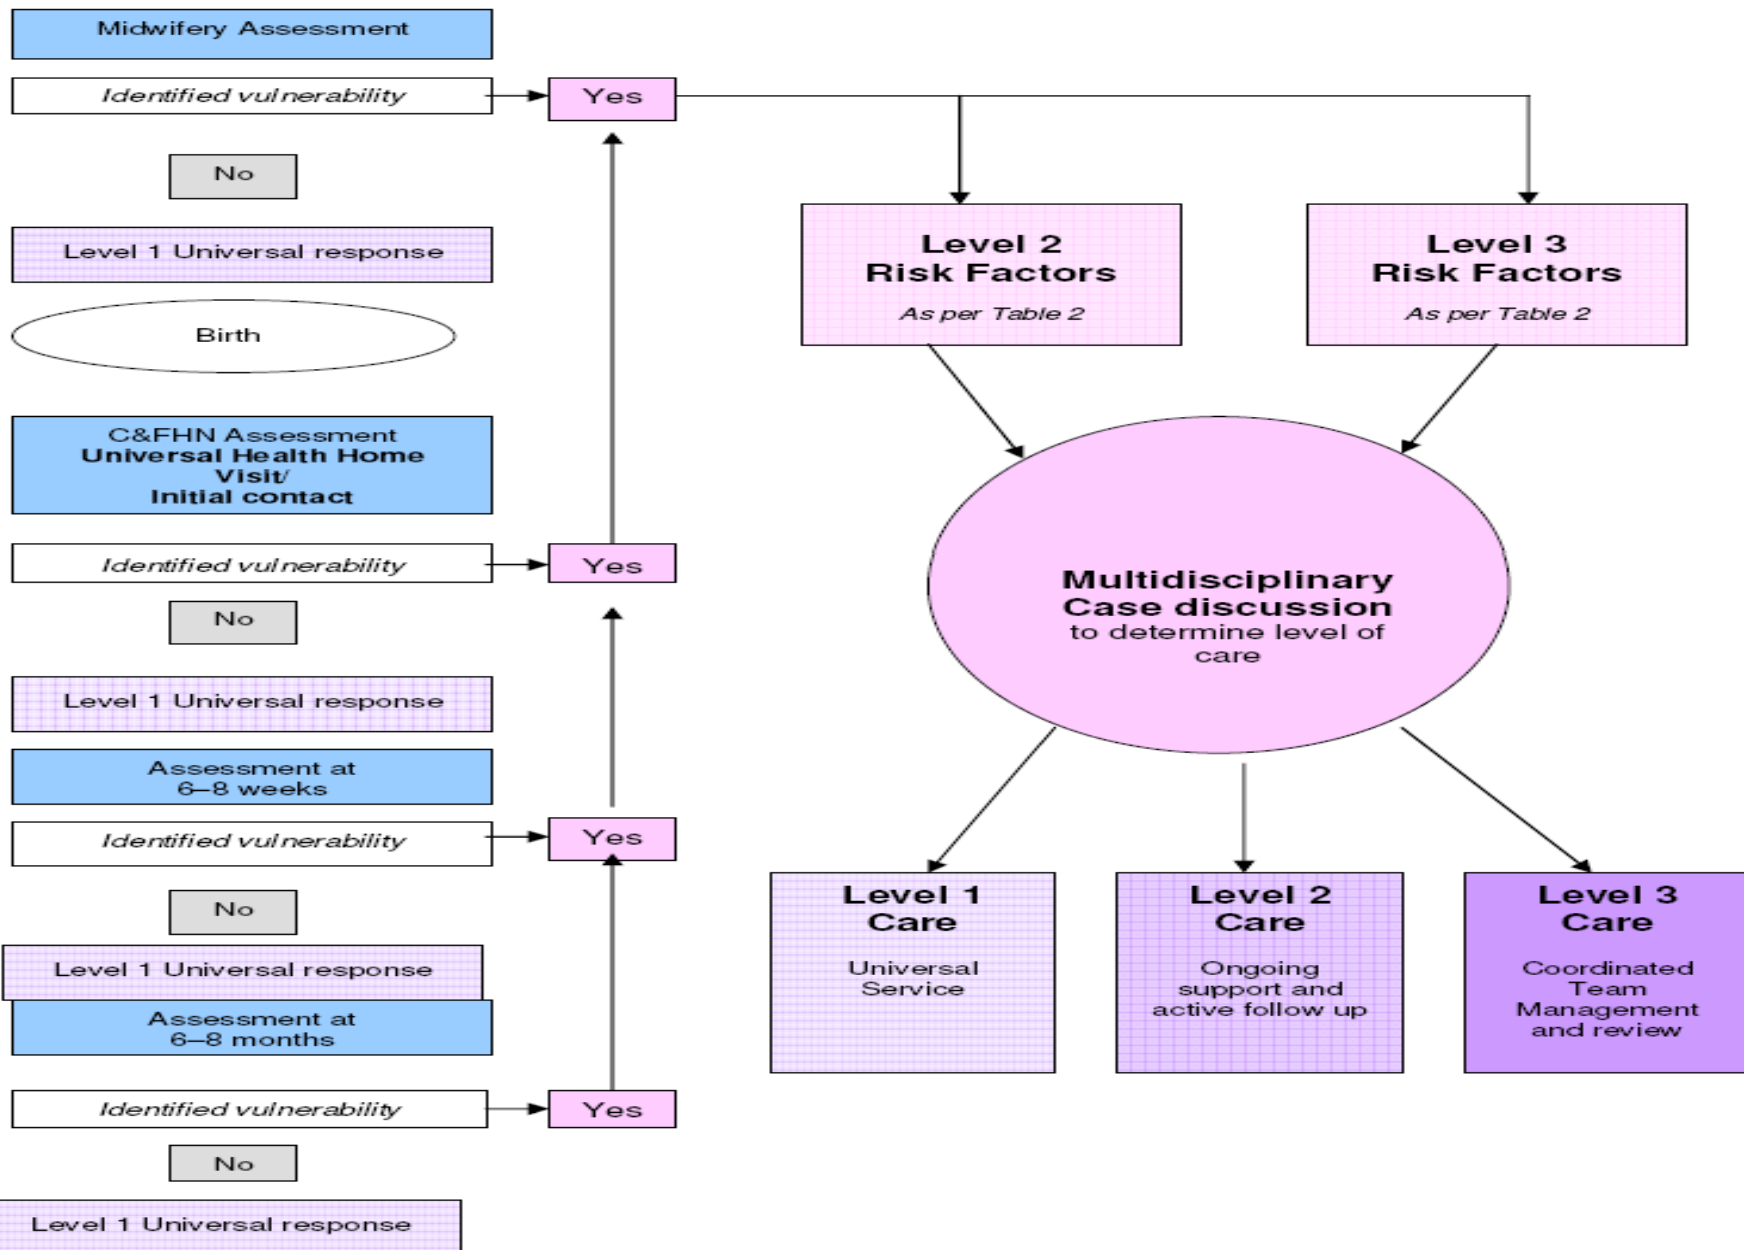 Midwifery Assessment
Identified vulnerability
Yes
No
Level 1 Universal response
Birth
C&FHN Assessment
Universal Health Home
Visit/
Initial contact
Identified vulnerability
Yes
No
Level 1 Universal response
Assessment at
6–8 weeks
Identified vulnerability
Yes
No
Level 1 Universal response
Assessment at
6–8 months
Identified vulnerability
Yes
No
Level 1 Universal response
Level 2
Risk Factors
As per Table 2
Level 3
Risk Factors
As per Table 2
Multidisciplinary
Case discussion
to determine level of
care
Level 1
Care
Universal
Service
Level 2
Care
Ongoing
support and
active follow up
Level 3
Care
Coordinated
Team
Management
and review